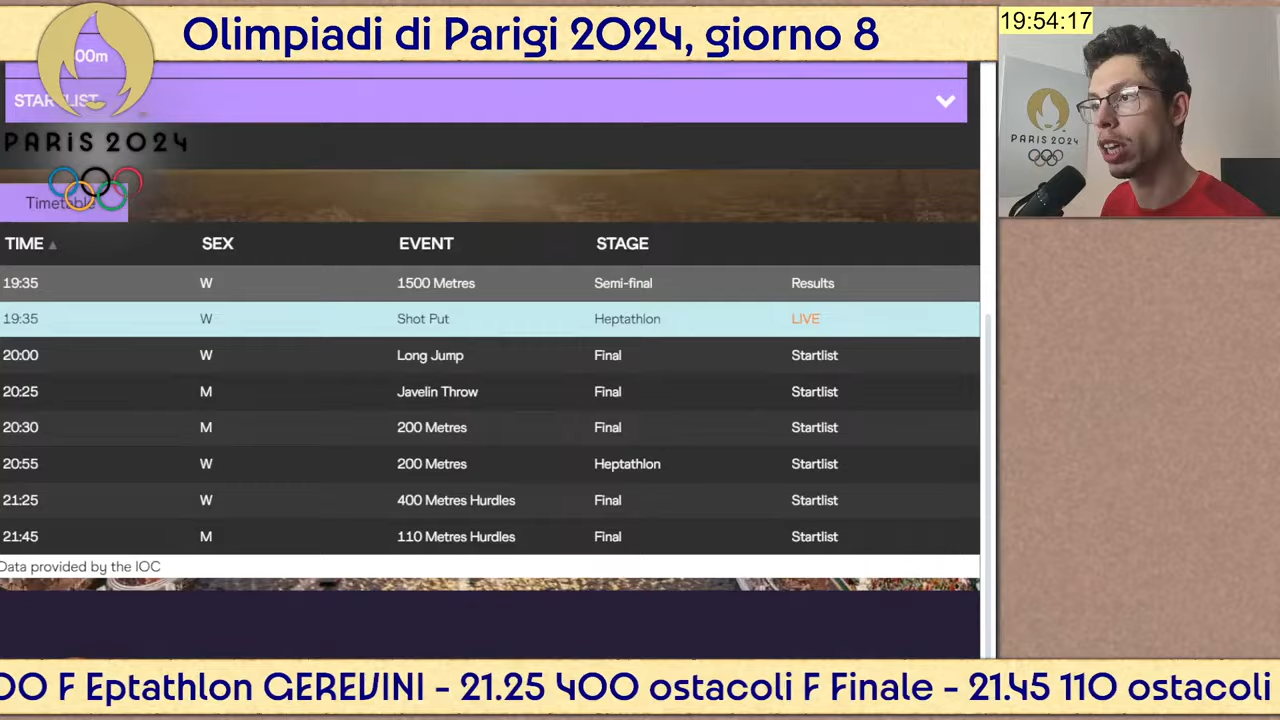 Olimpiadi di Parigi 2024, giorno 8
19:54:17
00m
STARTLIST
PARIS 2024
PARIS 2024
Timetable
TIME SEX EVENT STAGE
19:35 W 1500 Metres Semi-final Results
19:35 W Shot Put Heptathlon LIVE
20:00 W Long Jump Final Startlist
20:25 M Javelin Throw Final Startlist
20:30 M 200 Metres Final Startlist
20:55 W 200 Metres Heptathlon Startlist
21:25 W 400 Metres Hurdles Final Startlist
21:45 M 110 Metres Hurdles Final Startlist
Data provided by the IOC
00 F Eptathlon GEREVINI - 21.25 400 ostacoli F Finale - 21.45 110 ostacoli